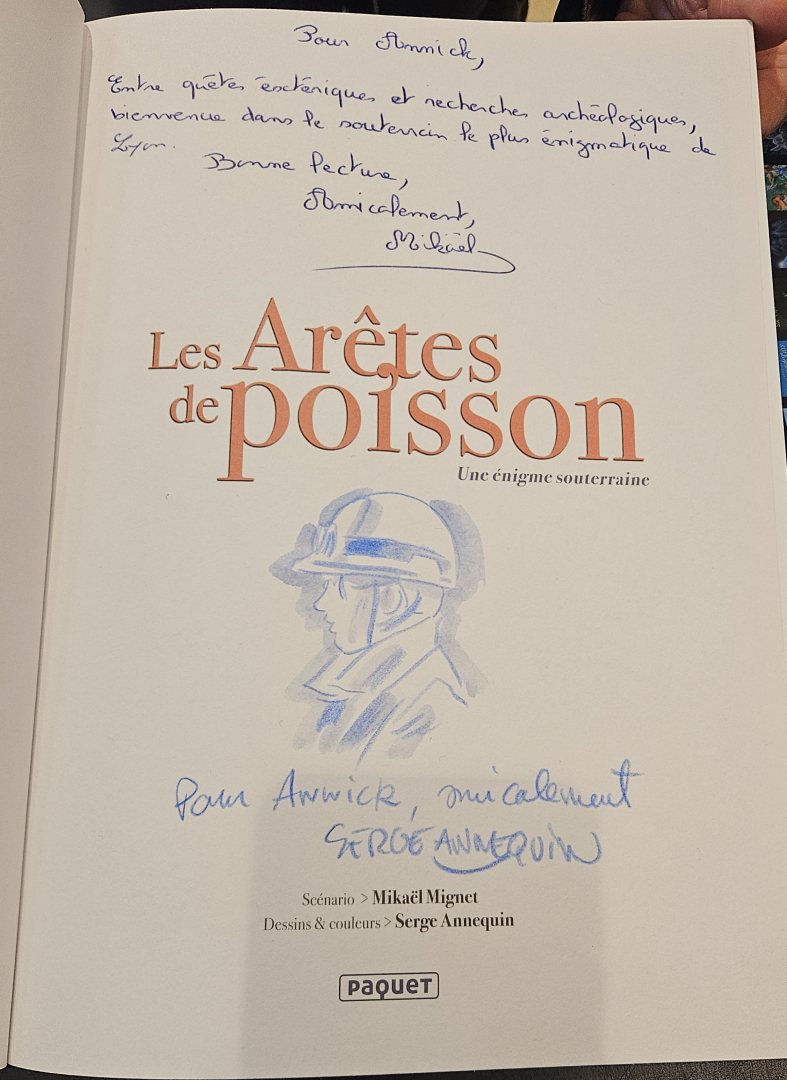 Pour Annick,
Entre quêtes ésotériques et recherches archéologiques,
bienvenue dans le souterrain le plus énigmatique de
Lyon.
Bonne lecture,
Amicalement,
Mikaël
Les Arêtes
de poisson
Une énigme souterraine
Pour Annick, amicalement
SERGE ANNEQUIN
Scénario > Mikaël Mignet
Dessins & couleurs > Serge Annequin
PAQUET